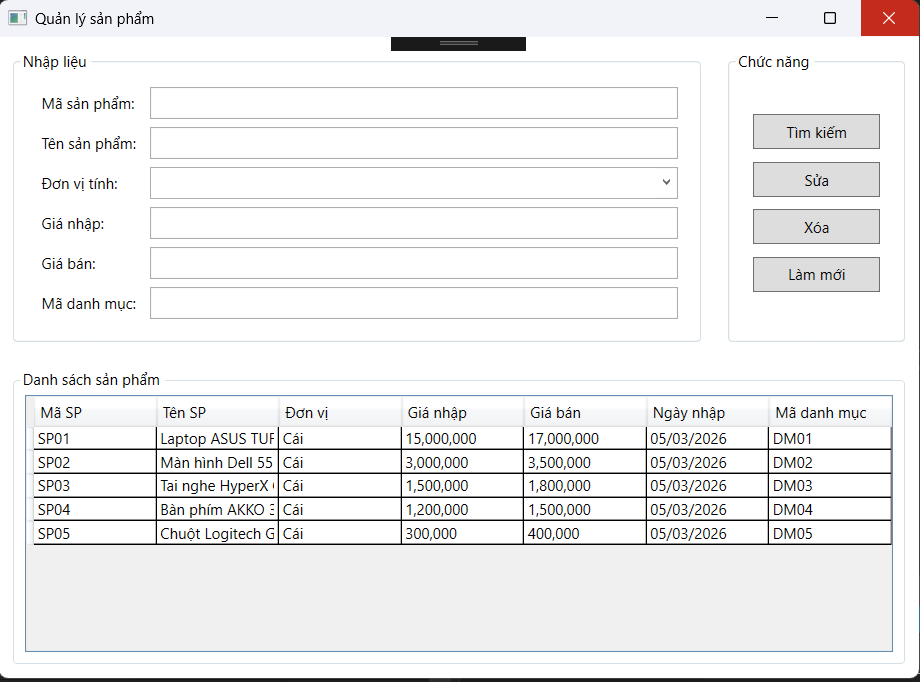 Quản lý sản phẩm
Nhập liệu
Mã sản phẩm:
Tên sản phẩm:
Đơn vị tính:
Giá nhập:
Giá bán:
Mã danh mục:
Chức năng
Tìm kiếm
Sửa
Xóa
Làm mới
Danh sách sản phẩm
Mã SP Tên SP Đơn vị Giá nhập Giá bán Ngày nhập Mã danh mục
SP01 Laptop ASUS TUF Cái 15,000,000 17,000,000 05/03/2026 DM01
SP02 Màn hình Dell 55 Cái 3,000,000 3,500,000 05/03/2026 DM02
SP03 Tai nghe HyperX Cái 1,500,000 1,800,000 05/03/2026 DM03
SP04 Bàn phím AKKO Cái 1,200,000 1,500,000 05/03/2026 DM04
SP05 Chuột Logitech G Cái 300,000 400,000 05/03/2026 DM05